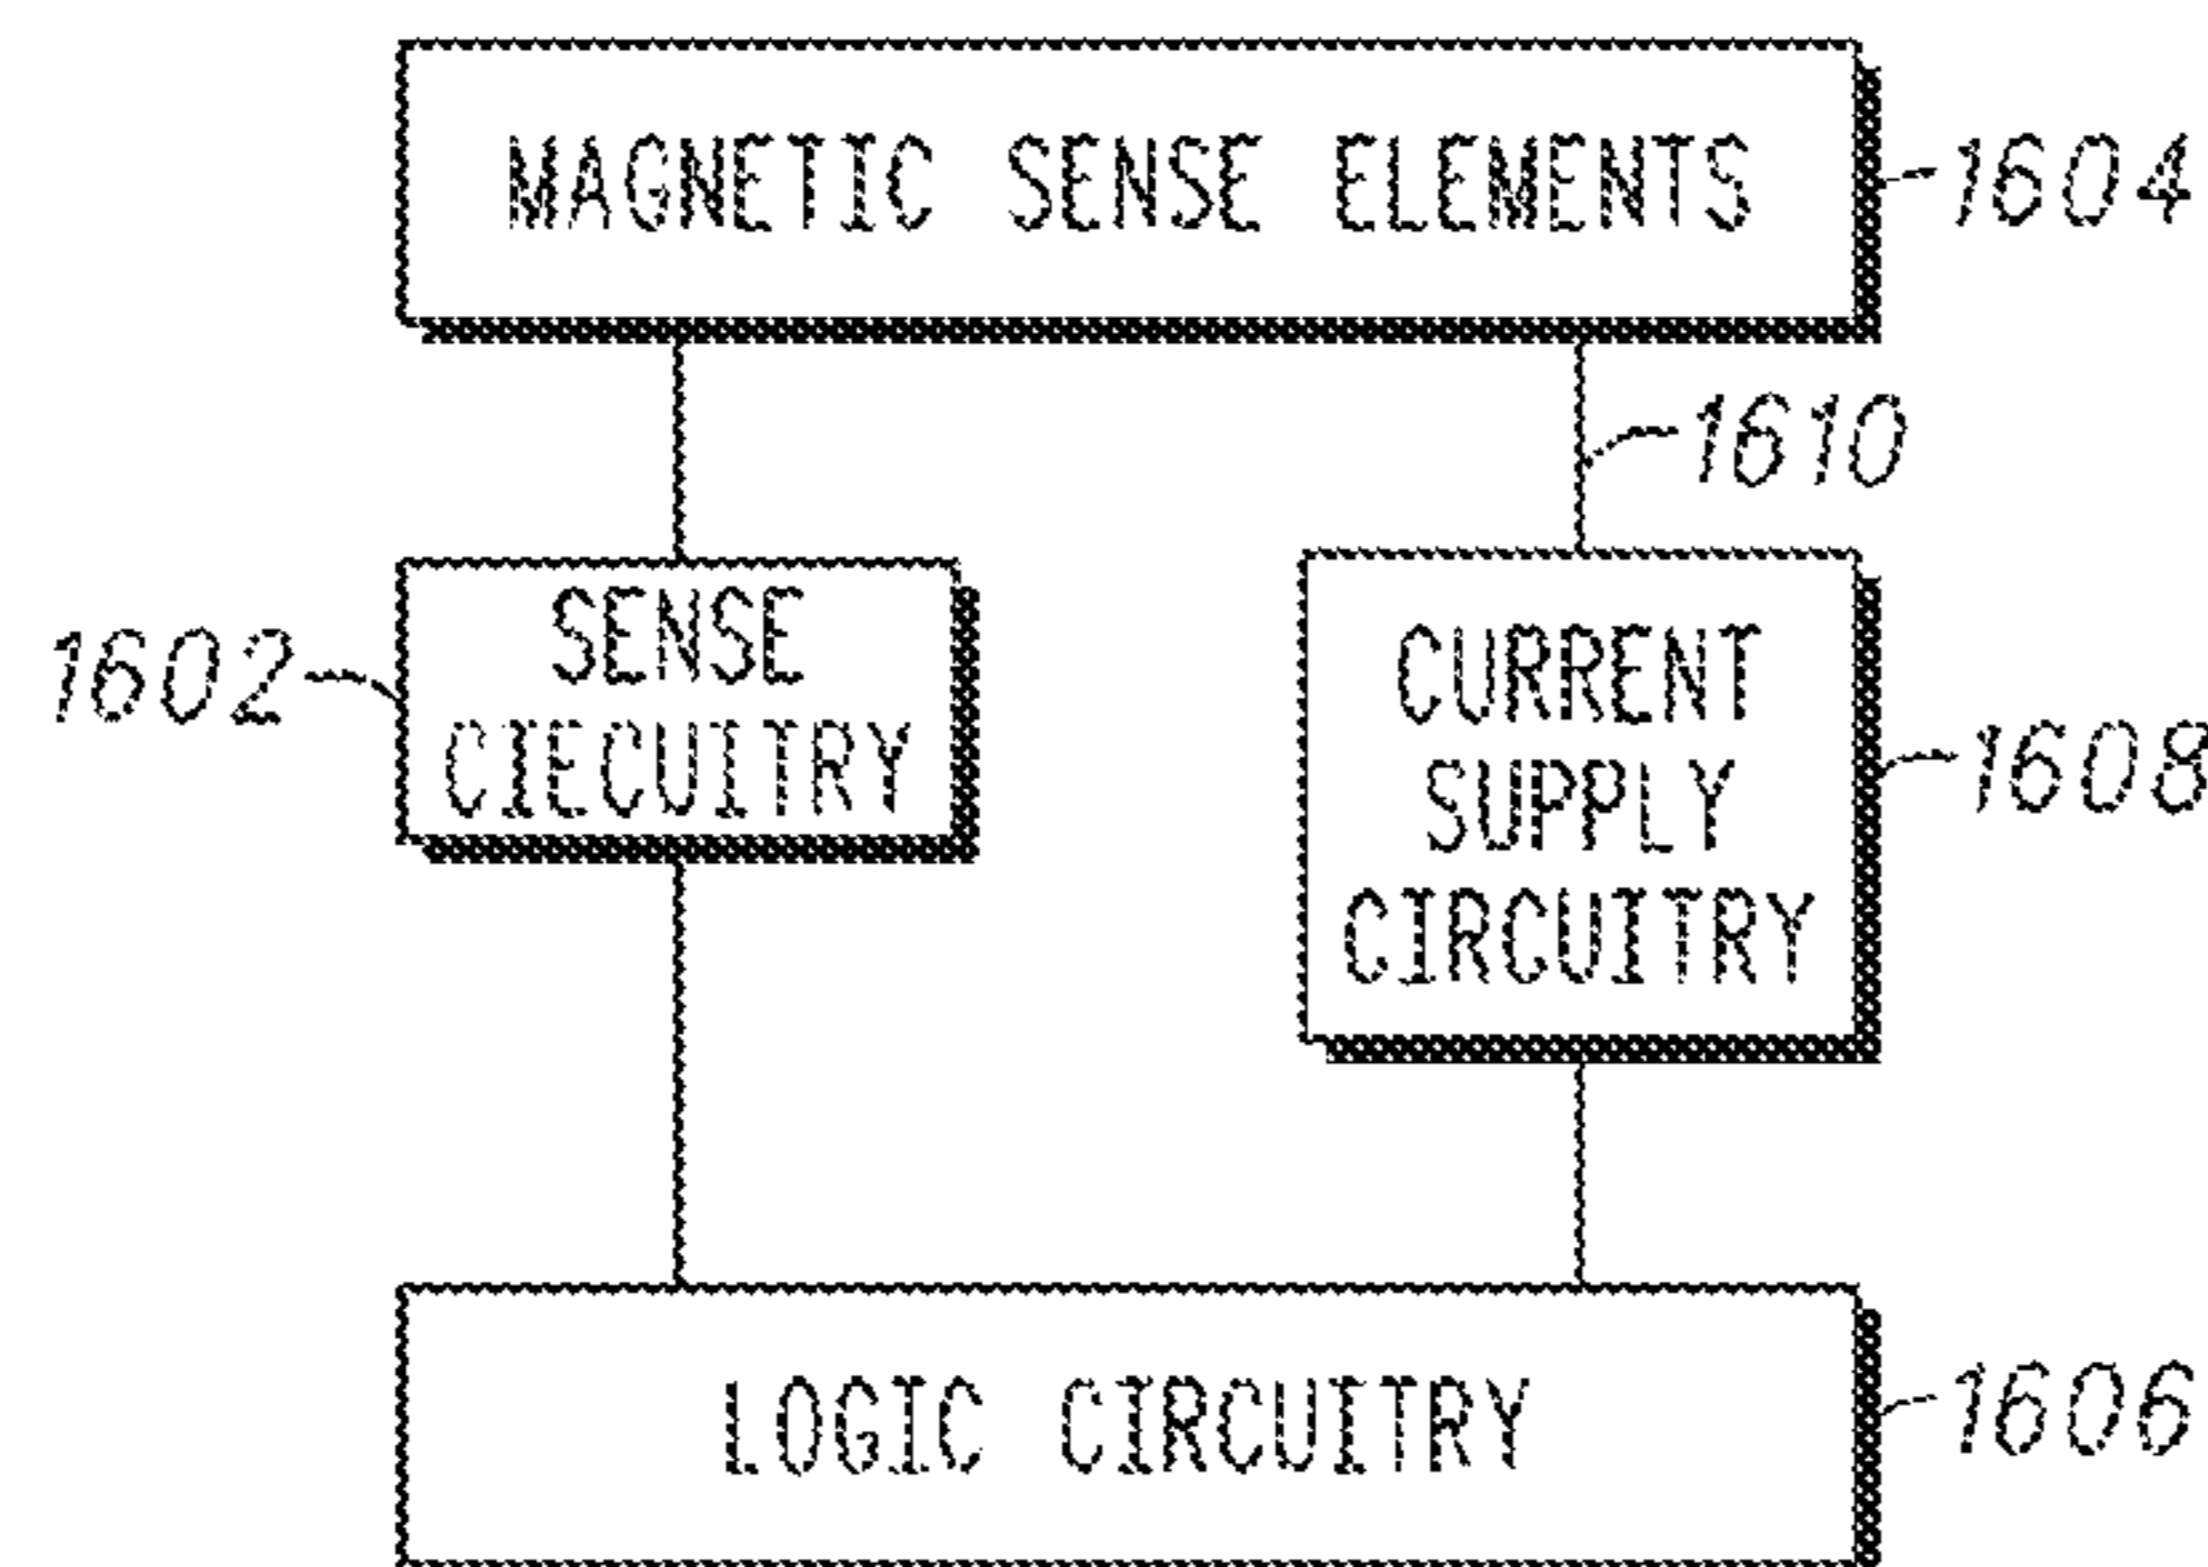 MAGNETIC SENSE ELEMENTS
1604
1610
1602
SENSE
CIECUITRY
CURRENT
SUPPLY
CIRCUITRY
1608
LOGIC CIRCUITRY
1606